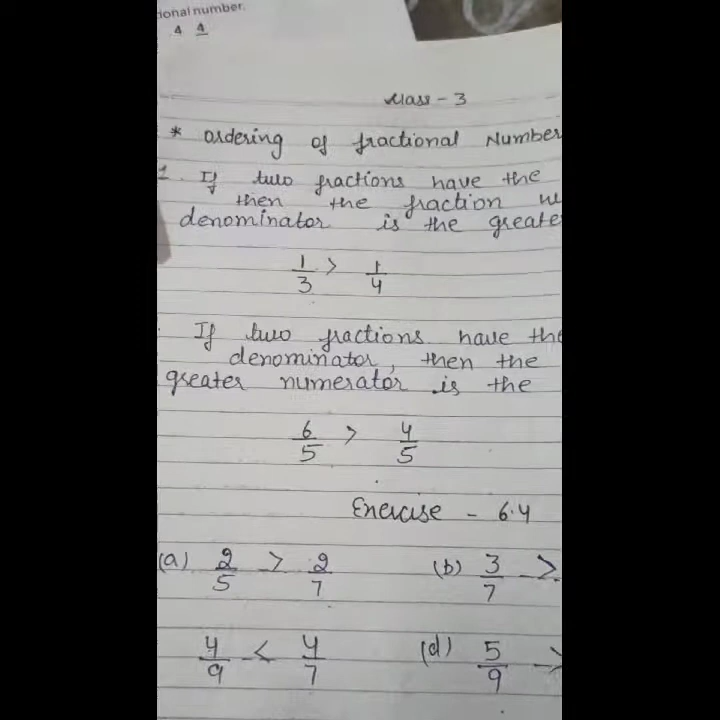 ional number.
4 4
Class - 3
* Ordering of fractional Number
1. If two fractions have the
then the fraction
denominator is the greate
1/3 > 1/4
If two fractions have the
denominator, then the
greater numerator is the
6/5 > 4/5
Exercise - 6.4
(a) 2/5 > 2/7 (b) 3/7 >
4/9 < 4/7 (d) 5/9 >